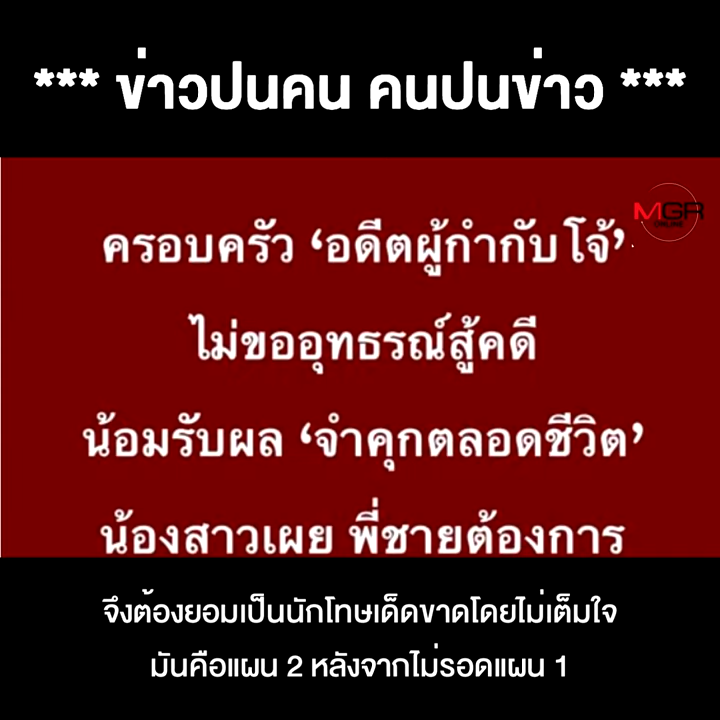 *** ข่าวปนคน คนปนข่าว ***
MGR
ONLINE
ครอบครัว ‘อดีตผู้กำกับโจ้’
ไม่ขออุทธรณ์สู้คดี
น้อมรับผล ‘จำคุกตลอดชีวิต’
น้องสาวเผย พี่ชายต้องการ
จึงต้องยอมเป็นนักโทษเด็ดขาดโดยไม่เต็มใจ
มันคือแผน 2 หลังจากไม่รอดแผน 1